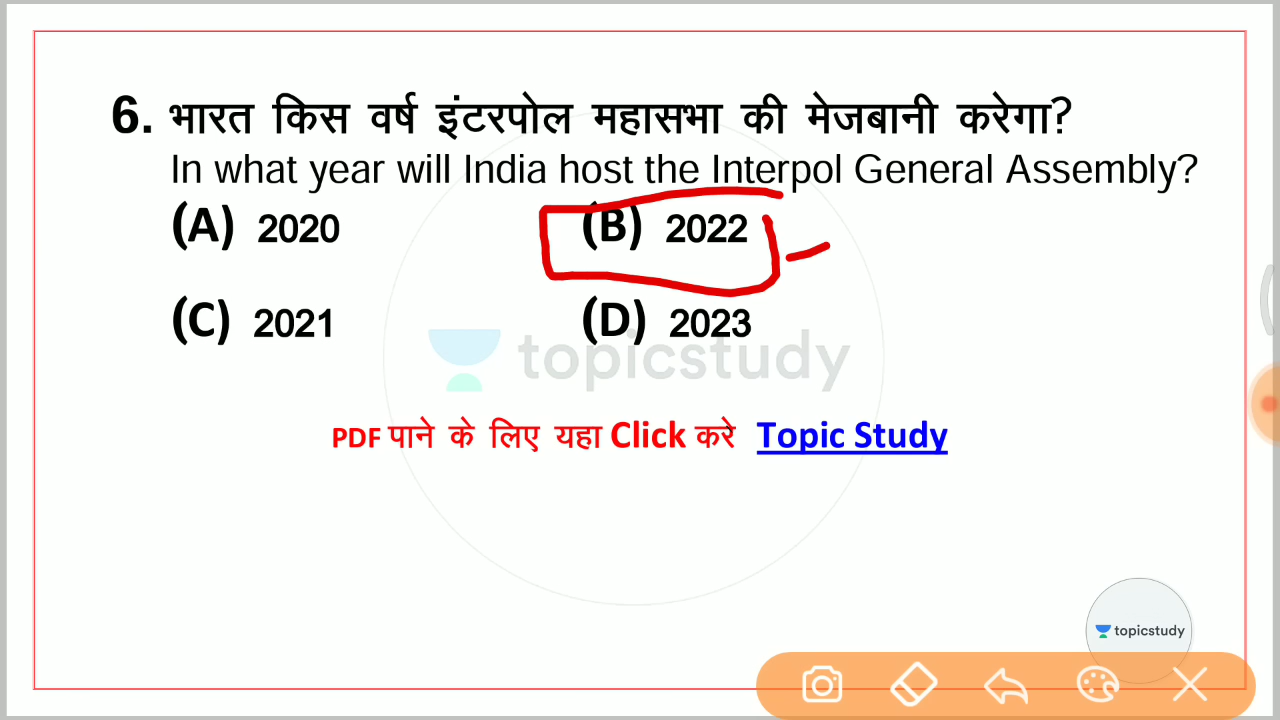 6. भारत किस वर्ष इंटरपोल महासभा की मेजबानी करेगा?
In what year will India host the Interpol General Assembly?
(A) 2020 (B) 2022
(C) 2021 (D) 2023
topicstudy
PDF पाने के लिए यहा Click करे Topic Study
topicstudy